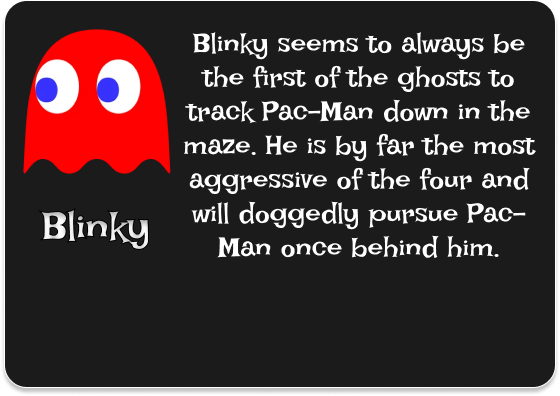 Blinky seems to always be
the first of the ghosts to
track Pac-Man down in the
maze. He is by far the most
aggressive of the four and
will doggedly pursue Pac-
Man once behind him.
Blinky